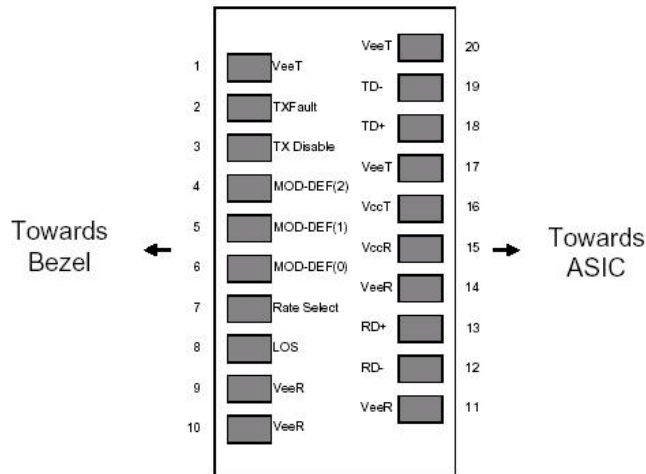 VeeT 20
1 VeeT
TD- 19
2 TXFault
TD+ 18
3 TX Disable
VeeT 17
4 MOD-DEF(2)
VccT 16
5 MOD-DEF(1)
Towards Bezel
VccR 15
Towards ASIC
6 MOD-DEF(0)
VeeR 14
7 Rate Select
RD+ 13
8 LOS
RD- 12
9 VeeR
VeeR 11
10 VeeR